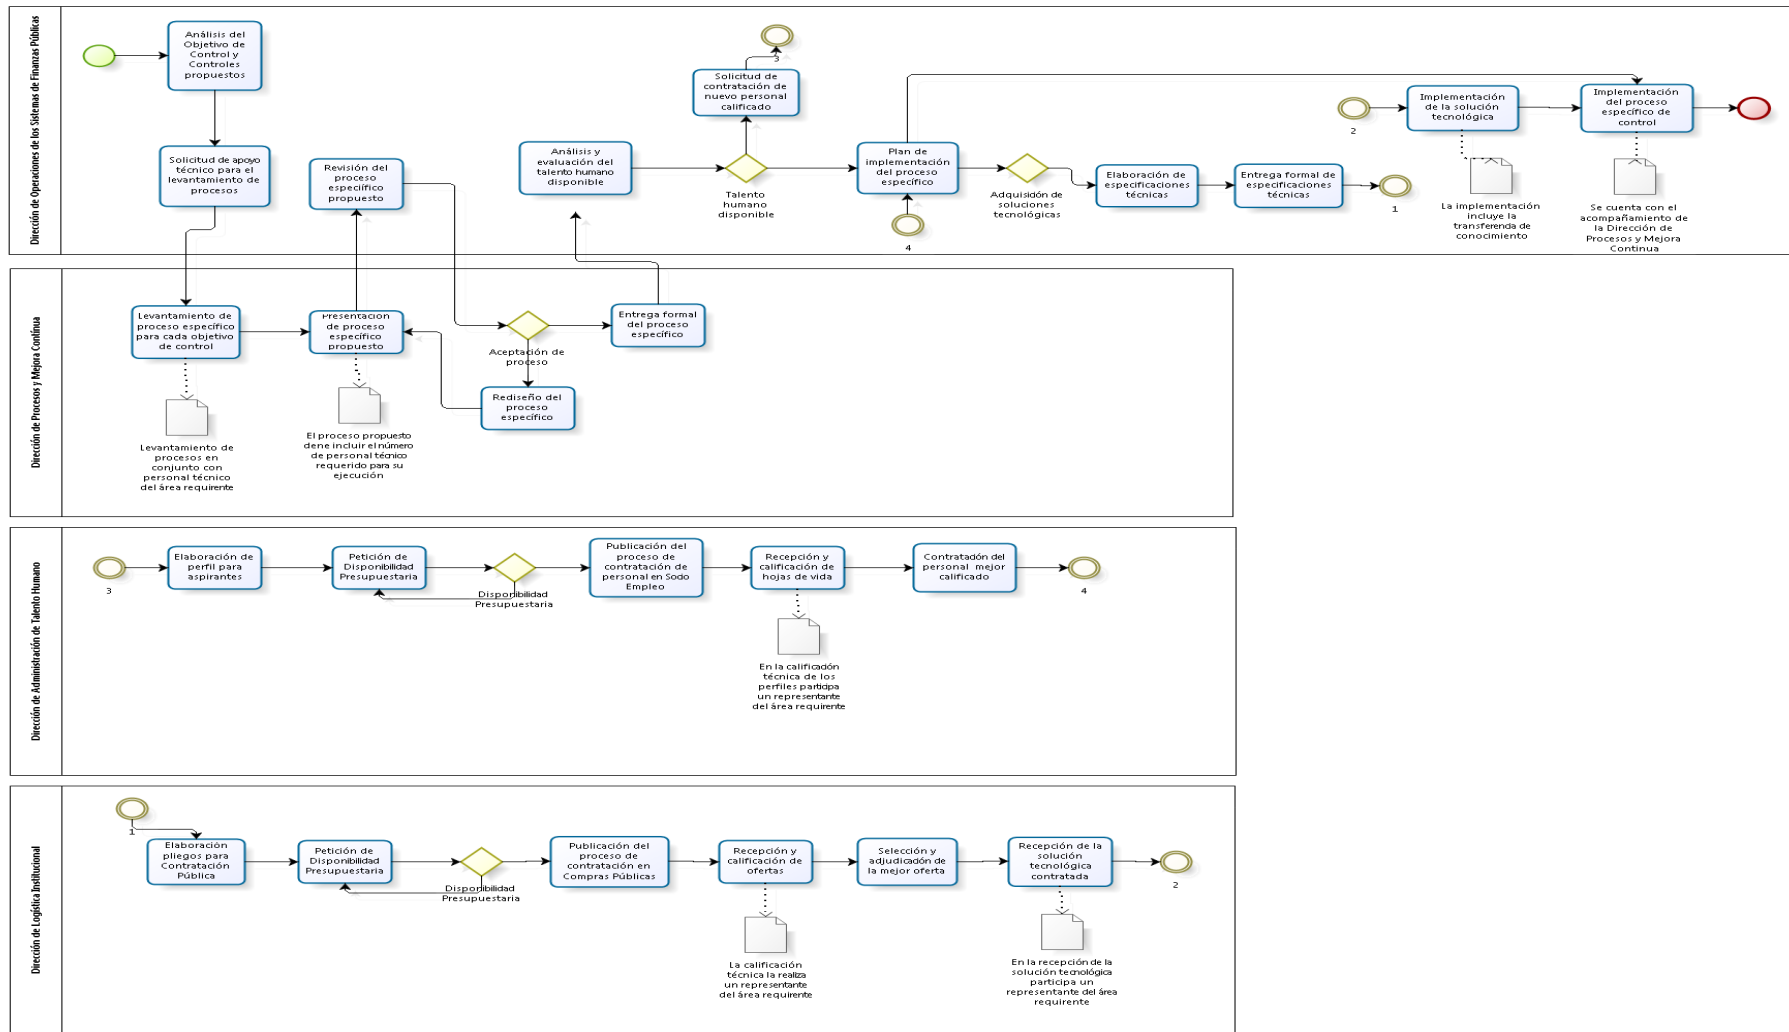 Dirección de Operaciones de los Sistemas de Finanzas Públicas
Análisis del
Objetivo de
Control y
Controles
propuestos
Solicitud de apoyo
técnico para el
levantamiento de
procesos
Revisión del
proceso
específico
propuesto
Análisis y
evaluación del
talento humano
disponible
3
Solicitud de
contratación de
nuevo personal
calificado
Talento
humano
disponible
Plan de
implementación
del proceso
específico
4
Adquisición de
soluciones
tecnológicas
Elaboración de
especificaciones
técnicas
Entrega formal de
especificaciones
técnicas
1
2
Implementación
de la solución
tecnológica
La implementación
incluye la
transferenda de
conocimiento
Implementación
del proceso
específico de
control
Se cuenta con el
acompañamiento de
la Dirección de
Procesos y Mejora
Continua
Dirección de Procesos y Mejora Continua
Levantamiento de
proceso específico
para cada objetivo
de control
Levantamiento de
procesos en
conjunto con
personal técnico
del área requirente
Presentación
de proceso
específico
propuesto
El proceso propuesto
dene incluir el número
de personal técnico
requerido para su
ejecución
Aceptación de
proceso
Rediseño del
proceso
específico
Entrega formal
del proceso
específico
Dirección de Administración de Talento Humano
3
Elaboración de
perfil para
aspirantes
Petición de
Disponibilidad
Presupuestaria
Disponibilidad
Presupuestaria
Publicación del
proceso de
contratación de
personal en Socio
Empleo
Recepción y
calificación de
hojas de vida
En la calificación
técnica de los
perfiles participa
un representante
del área requirente
Contratación del
personal mejor
calificado
4
Dirección de Logística Institucional
1
Elaboración
pliegos para
Contratación
Pública
Petición de
Disponibilidad
Presupuestaria
Disponibilidad
Presupuestaria
Publicación del
proceso de
contratación en
Compras Públicas
Recepción y
calificación de
ofertas
La calificación
técnica la realiza
un representante
del área requirente
Selección y
adjudicación de
la mejor oferta
Recepción de la
solución
tecnológica
contratada
En la recepción de la
solución tecnológica
participa un
representante del área
requirente
2